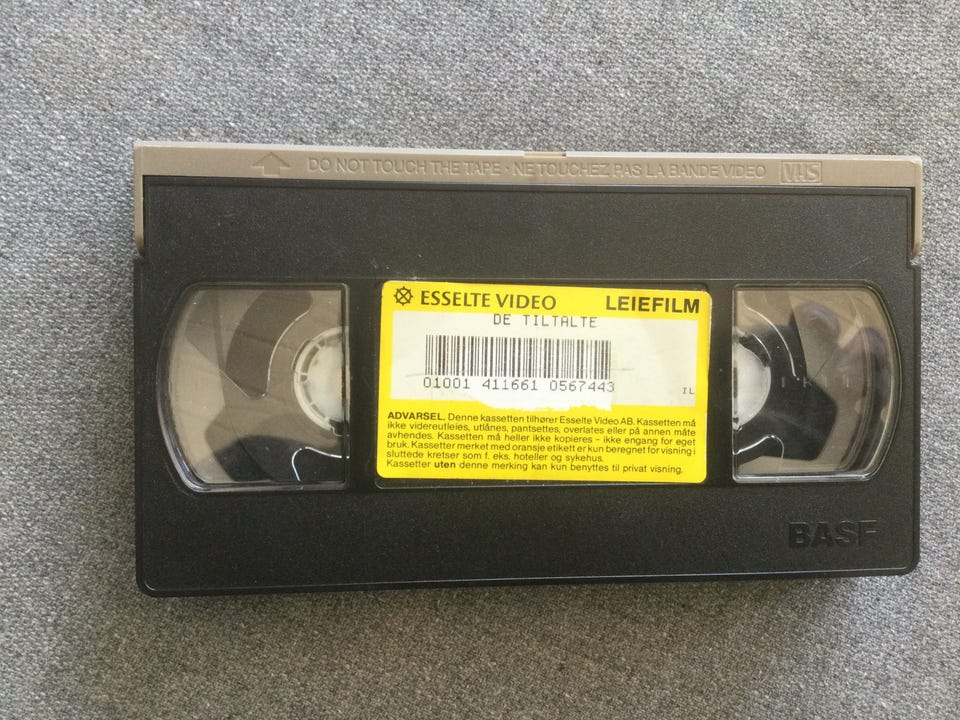 DO NOT TOUCH THE TAPE · NE TOUCHEZ PAS LA BANDE VIDEO VHS
ESSELTE VIDEO LEIEFILM
DE TILTALTE
01001 411661 0567443
IL
ADVARSEL. Denne kassetten tilhører Esselte Video AB. Kassetten må
ikke videreutleies, utlånes, pantsettes, overlates eller på annen måte
avhendes. Kassetten må heller ikke kopieres – ikke engang for eget
bruk. Kassetter merket med oransje etikett er kun beregnet for visning i
sluttede kretser som f. eks. hoteller og sykehus.
Kassetter uten denne merking kan kun benyttes til privat visning.
BASF